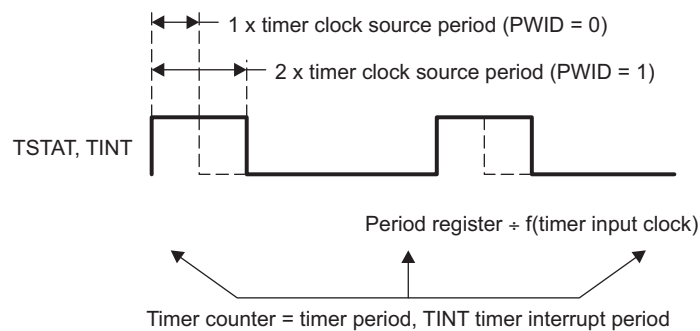 1 x timer clock source period (PWID = 0)
2 x timer clock source period (PWID = 1)
TSTAT, TINT
Period register ÷ f(timer input clock)
Timer counter = timer period, TINT timer interrupt period